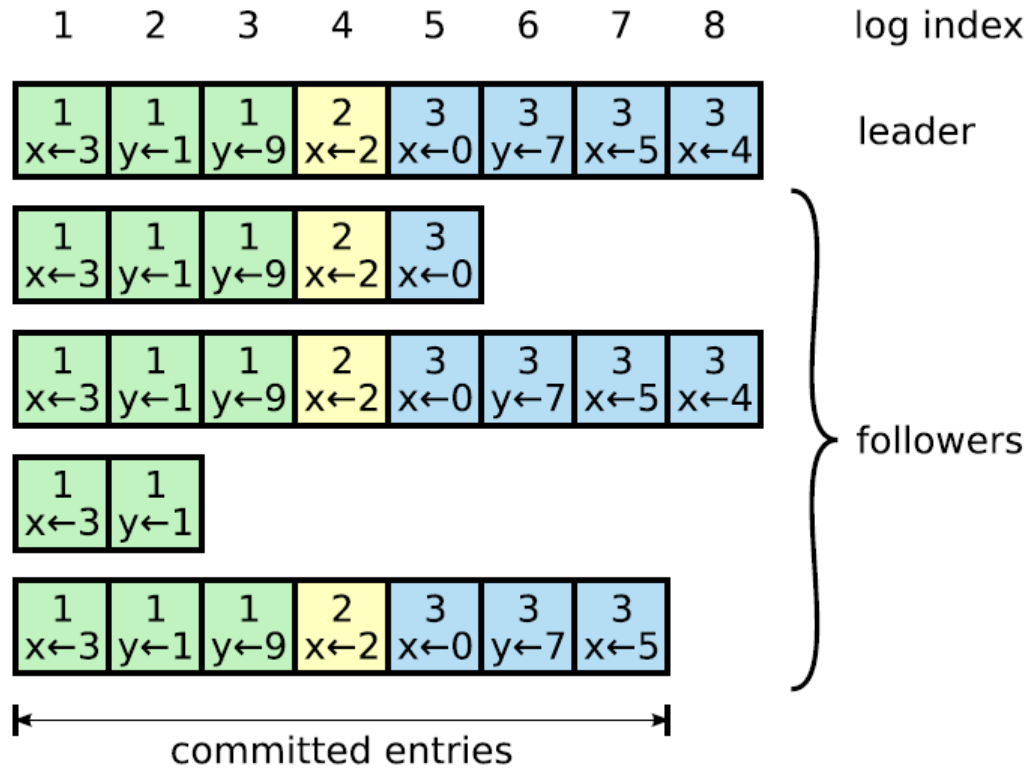 1 2 3 4 5 6 7 8 log index
1 1 1 2 3 3 3 3
x←3 y←1 y←9 x←2 x←0 y←7 x←5 x←4
leader
1 1 1 2 3
x←3 y←1 y←9 x←2 x←0
1 1 1 2 3 3 3 3
x←3 y←1 y←9 x←2 x←0 y←7 x←5 x←4
followers
1 1
x←3 y←1
1 1 1 2 3 3 3
x←3 y←1 y←9 x←2 x←0 y←7 x←5
committed entries